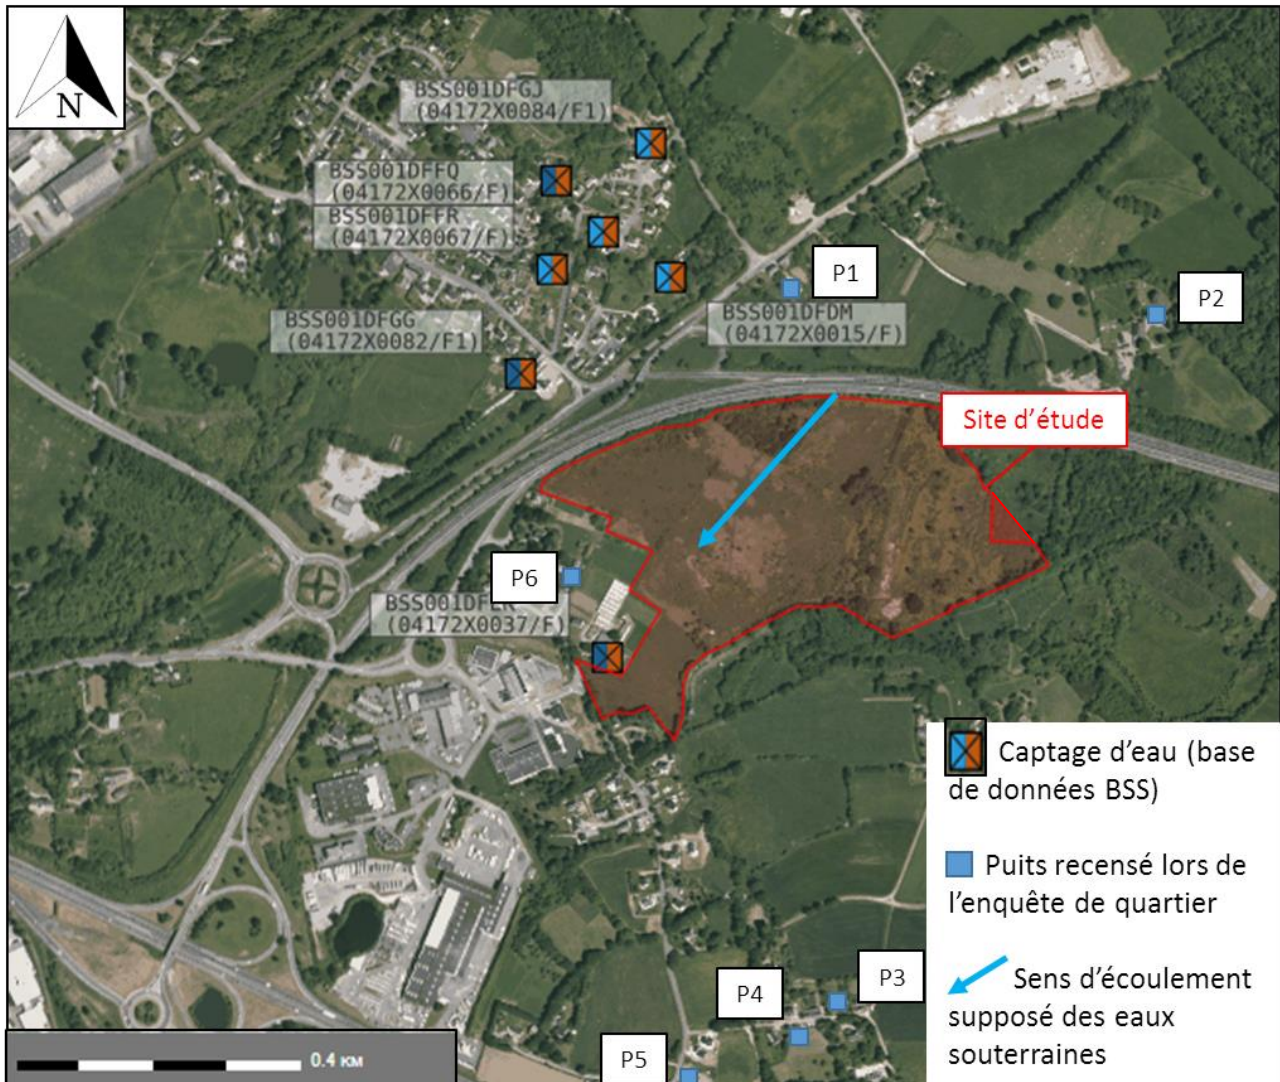 N
BSS001DFGJ
(04172X0084/F1)
BSS001DFFQ
(04172X0066/F)
BSS001DFFR
(04172X0067/F)
P1
P2
BSS001DFGG
(04172X0082/F1)
BSS001DFDM
(04172X0015/F)
Site d’étude
P6
(04172X0037/F)
Captage d’eau (base
de données BSS)
Puits recensé lors de
l’enquête de quartier
Sens d’écoulement
supposé des eaux
souterraines
P3
P4
P5
0.4 км